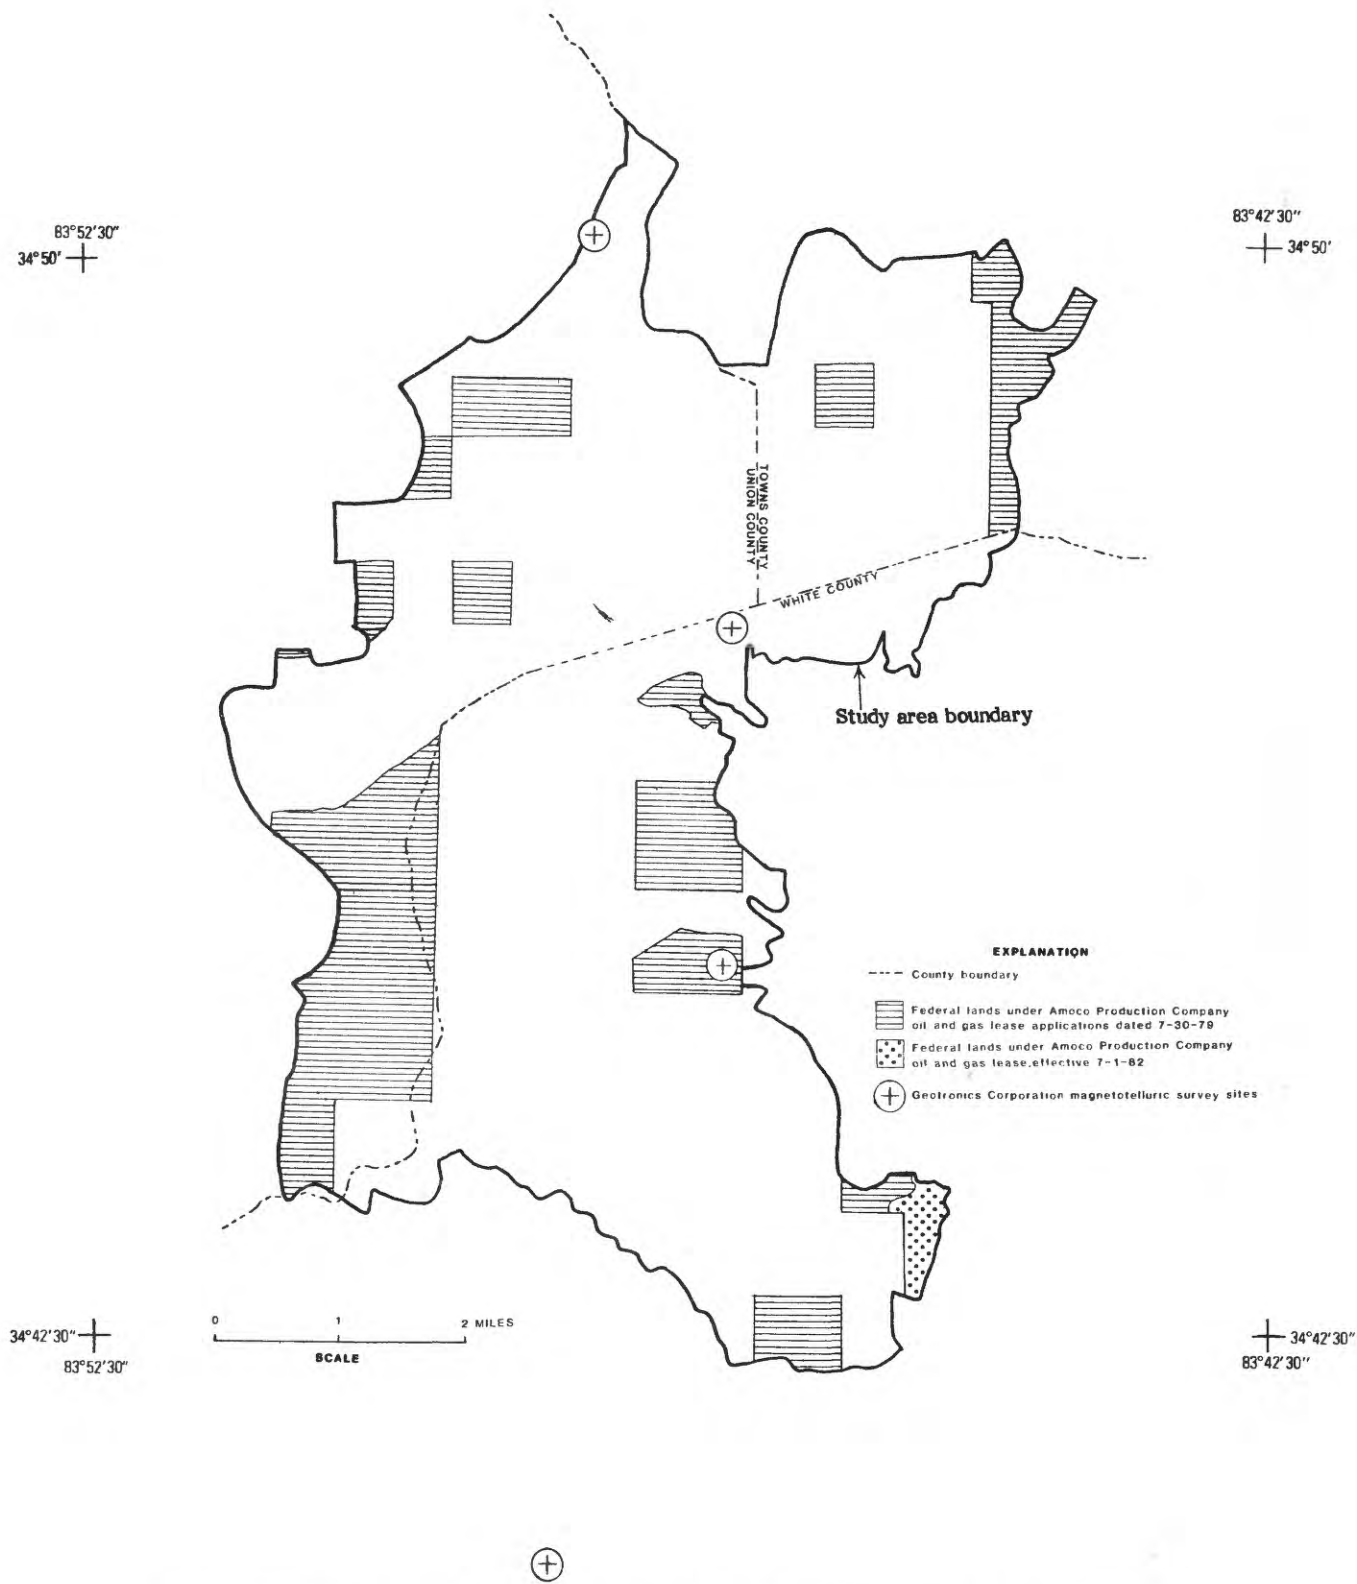 83°42'30"
34°50'
83°52'30"
34°50'
TOWNS COUNTY
UNION COUNTY
WHITE COUNTY
Study area boundary
EXPLANATION
County boundary
Federal lands under Amoco Production Company
oil and gas lease applications dated 7-30-79
Federal lands under Amoco Production Company
oil and gas lease,effective 7-1-82
Geotronics Corporation magnetotelluric survey sites
0 1 2 MILES
SCALE
34°42'30"
83°52'30"
34°42'30"
83°42'30"